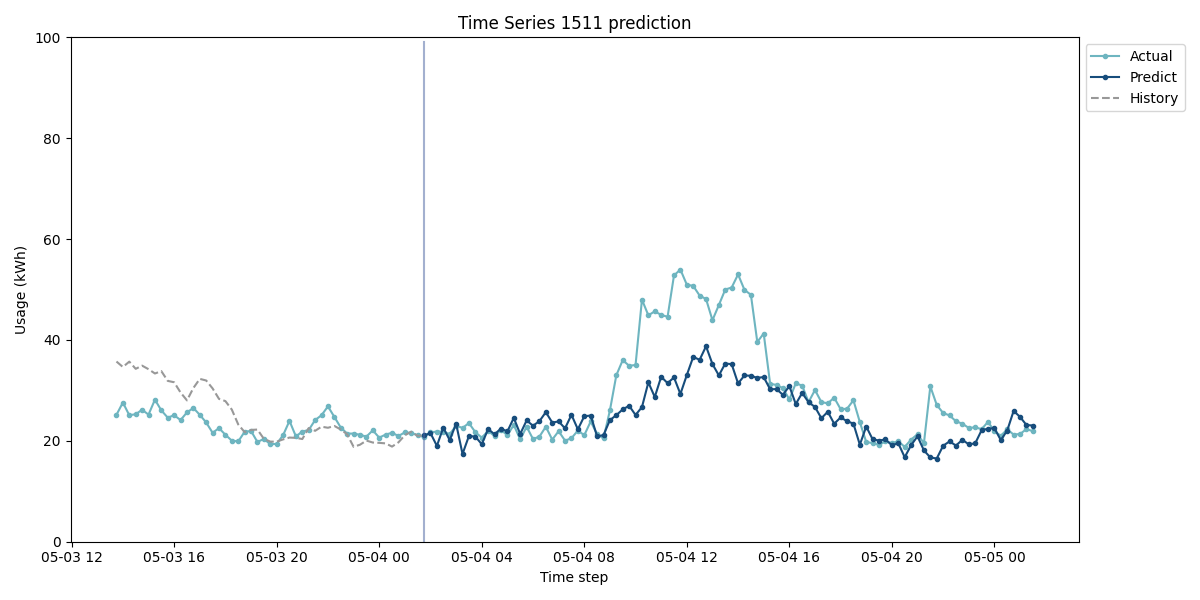 Time Series 1511 prediction
Actual
Predict
History
Usage (kWh)
100
80
60
40
20
0
05-03 12 05-03 16 05-03 20 05-04 00 05-04 04 05-04 08 05-04 12 05-04 16 05-04 20 05-05 00
Time step